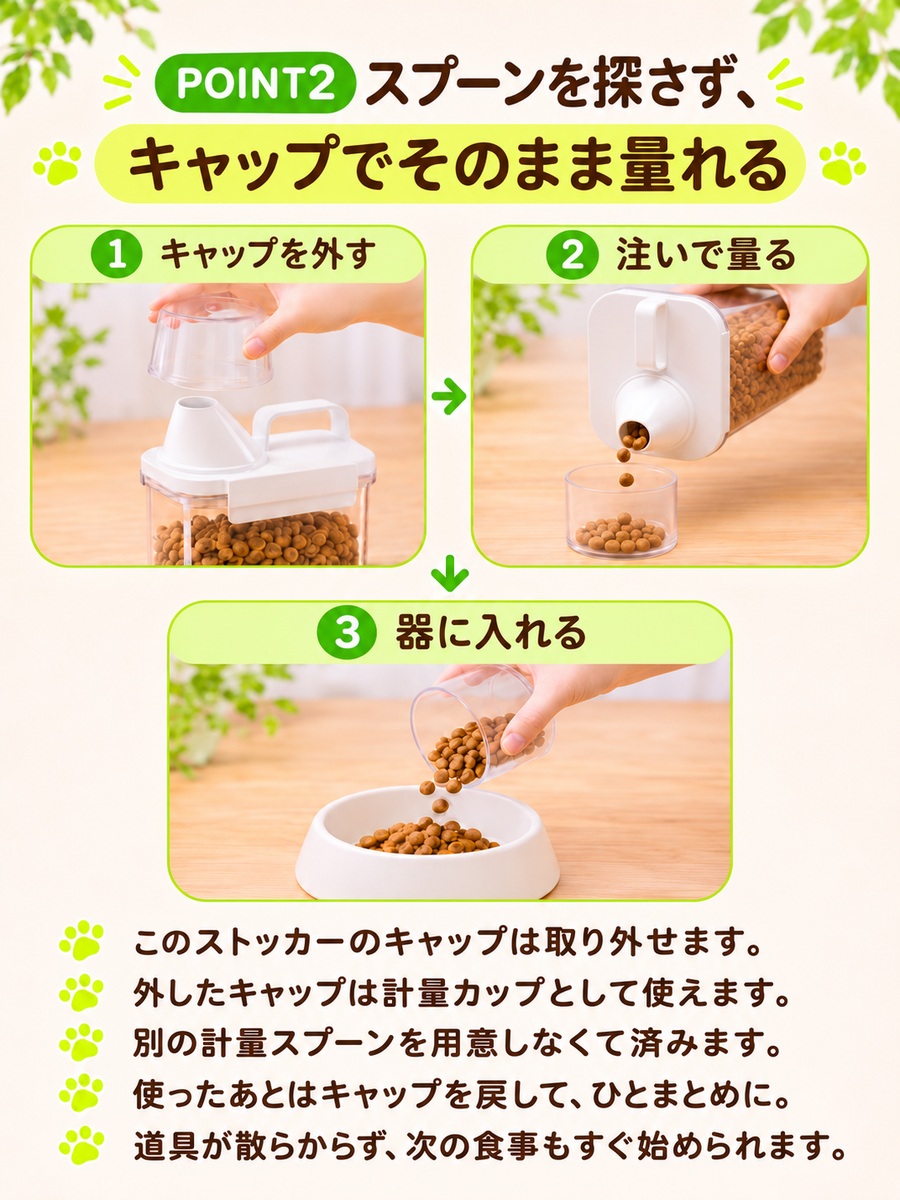 POINT2 スプーンを探さず、
キャップでそのまま量れる
1 キャップを外す
2 注いで量る
3 器に入れる
このストッカーのキャップは取り外せます。
外したキャップは計量カップとして使えます。
別の計量スプーンを用意しなくて済みます。
使ったあとはキャップを戻して、ひとまとめに。
道具が散らからず、次の食事もすぐ始められます。